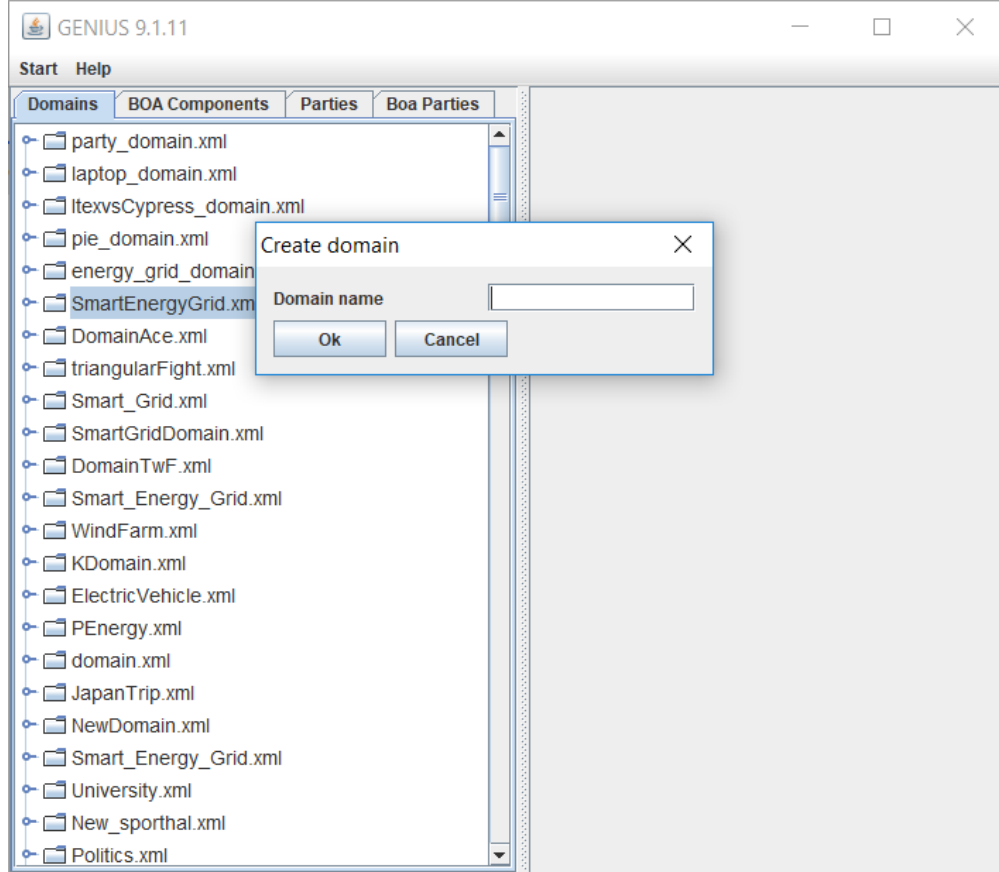 GENIUS 9.1.11
Start Help
Domains BOA Components Parties Boa Parties
party_domain.xml
laptop_domain.xml
ItexvsCypress_domain.xml
pie_domain.xml
energy_grid_domain
SmartEnergyGrid.xm
DomainAce.xml
triangularFight.xml
Smart_Grid.xml
SmartGridDomain.xml
DomainTwF.xml
Smart_Energy_Grid.xml
WindFarm.xml
KDomain.xml
ElectricVehicle.xml
PEnergy.xml
domain.xml
JapanTrip.xml
NewDomain.xml
Smart_Energy_Grid.xml
University.xml
New_sporthal.xml
Politics.xml
Create domain
Domain name
Ok Cancel